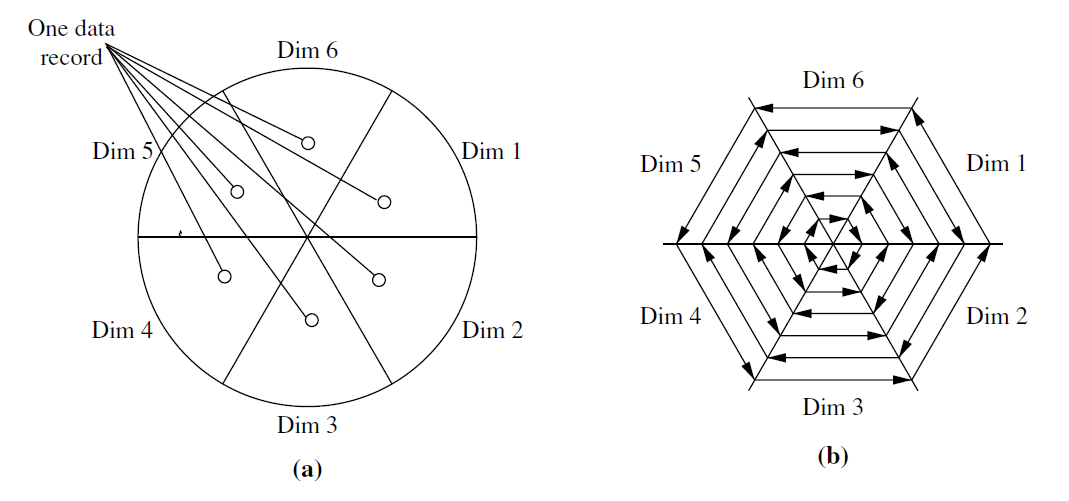 One data
record
Dim 6
Dim 5
Dim 1
Dim 4
Dim 2
Dim 3
(a)
Dim 6
Dim 5
Dim 1
Dim 4
Dim 2
Dim 3
(b)